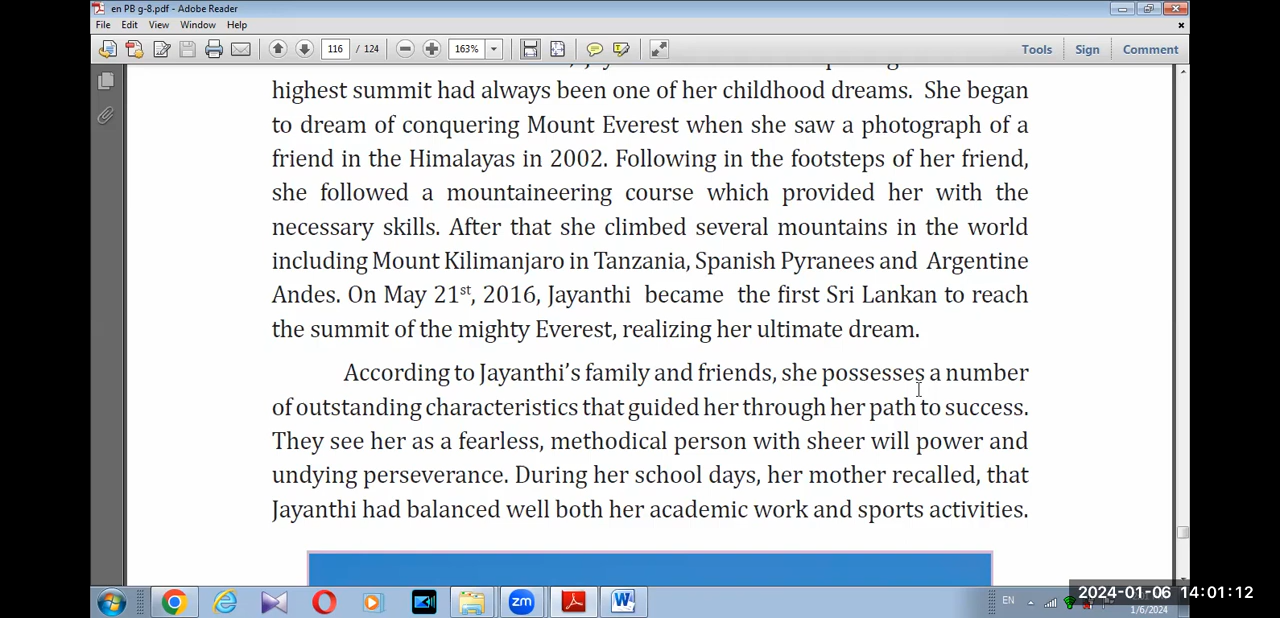 en PB g-8.pdf - Adobe Reader
File Edit View Window Help
116 / 124 163% Tools Sign Comment
highest summit had always been one of her childhood dreams. She began
to dream of conquering Mount Everest when she saw a photograph of a
friend in the Himalayas in 2002. Following in the footsteps of her friend,
she followed a mountaineering course which provided her with the
necessary skills. After that she climbed several mountains in the world
including Mount Kilimanjaro in Tanzania, Spanish Pyranees and Argentine
Andes. On May 21st, 2016, Jayanthi became the first Sri Lankan to reach
the summit of the mighty Everest, realizing her ultimate dream.
According to Jayanthi's family and friends, she possesses a number
of outstanding characteristics that guided her through her path to success.
They see her as a fearless, methodical person with sheer will power and
undying perseverance. During her school days, her mother recalled, that
Jayanthi had balanced well both her academic work and sports activities.
zm W EN
2024-01-06 14:01:12
1/6/2024